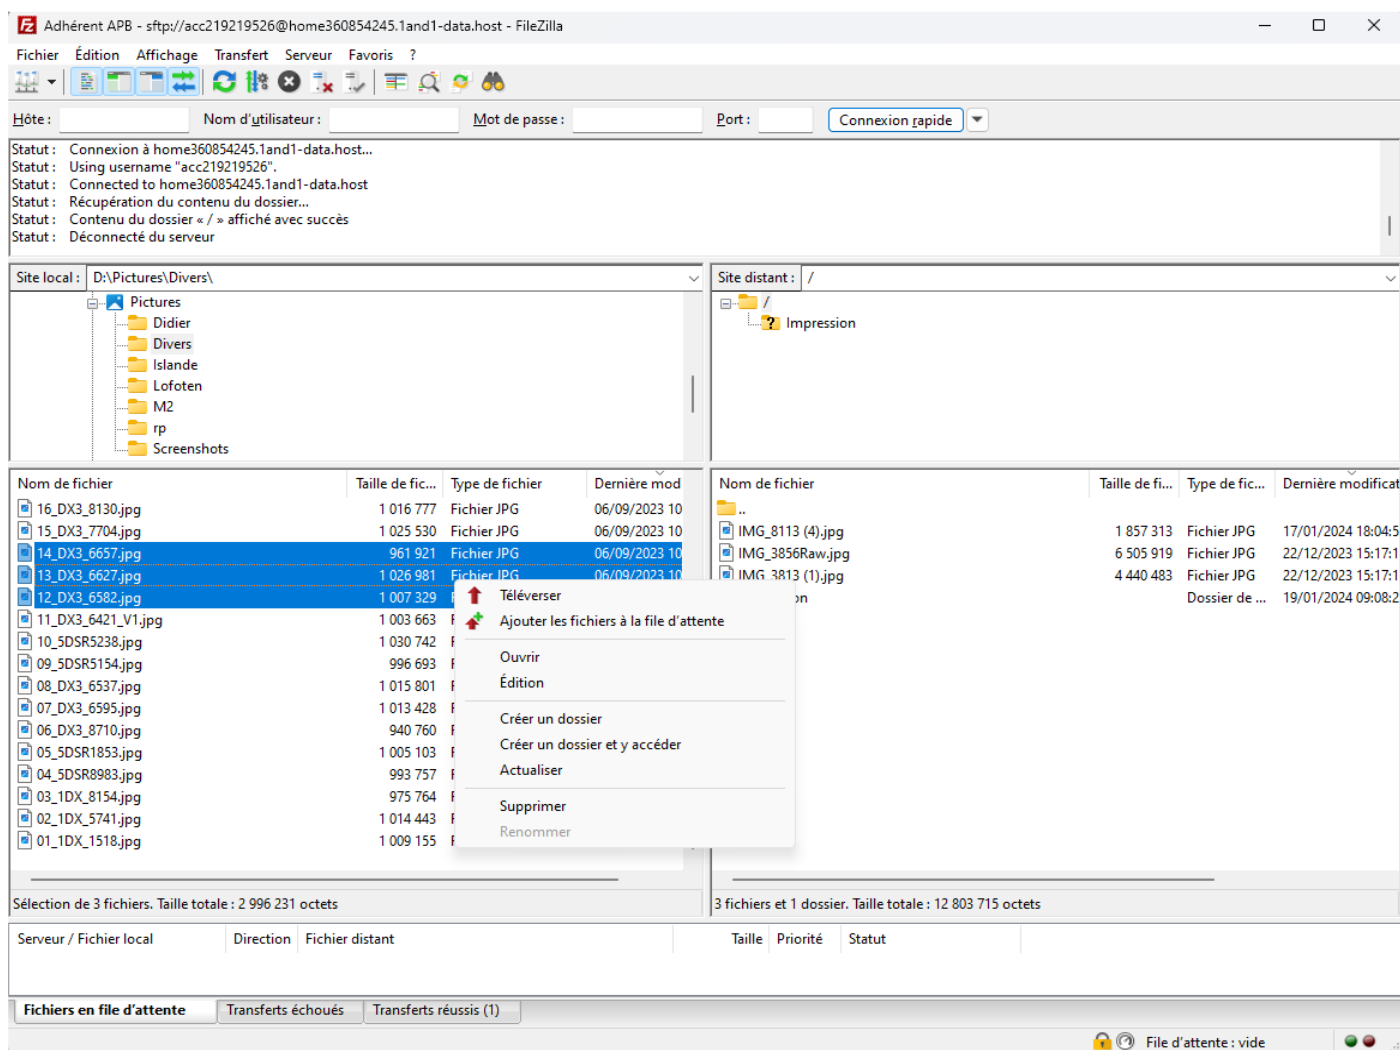 Adhérent APB - sftp://acc219219526@home360854245.1and1-data.host - FileZilla
Fichier Édition Affichage Transfert Serveur Favoris ?
Hôte : Nom d'utilisateur : Mot de passe : Port : Connexion rapide
Statut : Connexion à home360854245.1and1-data.host...
Statut : Using username "acc219219526".
Statut : Connected to home360854245.1and1-data.host
Statut : Récupération du contenu du dossier...
Statut : Contenu du dossier « / » affiché avec succès
Statut : Déconnecté du serveur
Site local : D:\Pictures\Divers\
Pictures
Didier
Divers
Islande
Lofoten
M2
rp
Screenshots
Site distant : /
/
Impression
Nom de fichier Taille de fic... Type de fichier Dernière mod
16_DX3_8130.jpg 1 016 777 Fichier JPG 06/09/2023 10
15_DX3_7704.jpg 1 025 530 Fichier JPG 06/09/2023 10
14_DX3_6657.jpg 961 921 Fichier JPG 06/09/2023 10
13_DX3_6627.jpg 1 026 981 Fichier JPG 06/09/2023 10
12_DX3_6582.jpg 1 007 329
11_DX3_6421_V1.jpg 1 003 663
10_5DSR5238.jpg 1 030 742
09_5DSR5154.jpg 996 693
08_DX3_6537.jpg 1 015 801
07_DX3_6595.jpg 1 013 428
06_DX3_8710.jpg 940 760
05_5DSR1853.jpg 1 005 103
04_5DSR8983.jpg 993 757
03_1DX_8154.jpg 975 764
02_1DX_5741.jpg 1 014 443
01_1DX_1518.jpg 1 009 155
Sélection de 3 fichiers. Taille totale : 2 996 231 octets
Téléverser
Ajouter les fichiers à la file d'attente
Ouvrir
Édition
Créer un dossier
Créer un dossier et y accéder
Actualiser
Supprimer
Renommer
Nom de fichier Taille de fi... Type de fic... Dernière modificat
..
IMG_8113 (4).jpg 1 857 313 Fichier JPG 17/01/2024 18:04:5
IMG_3856Raw.jpg 6 505 919 Fichier JPG 22/12/2023 15:17:1
IMG_3813 (1).jpg 4 440 483 Fichier JPG 22/12/2023 15:17:1
on Dossier de ... 19/01/2024 09:08:2
3 fichiers et 1 dossier. Taille totale : 12 803 715 octets
Serveur / Fichier local Direction Fichier distant Taille Priorité Statut
Fichiers en file d'attente Transferts échoués Transferts réussis (1)
File d'attente : vide